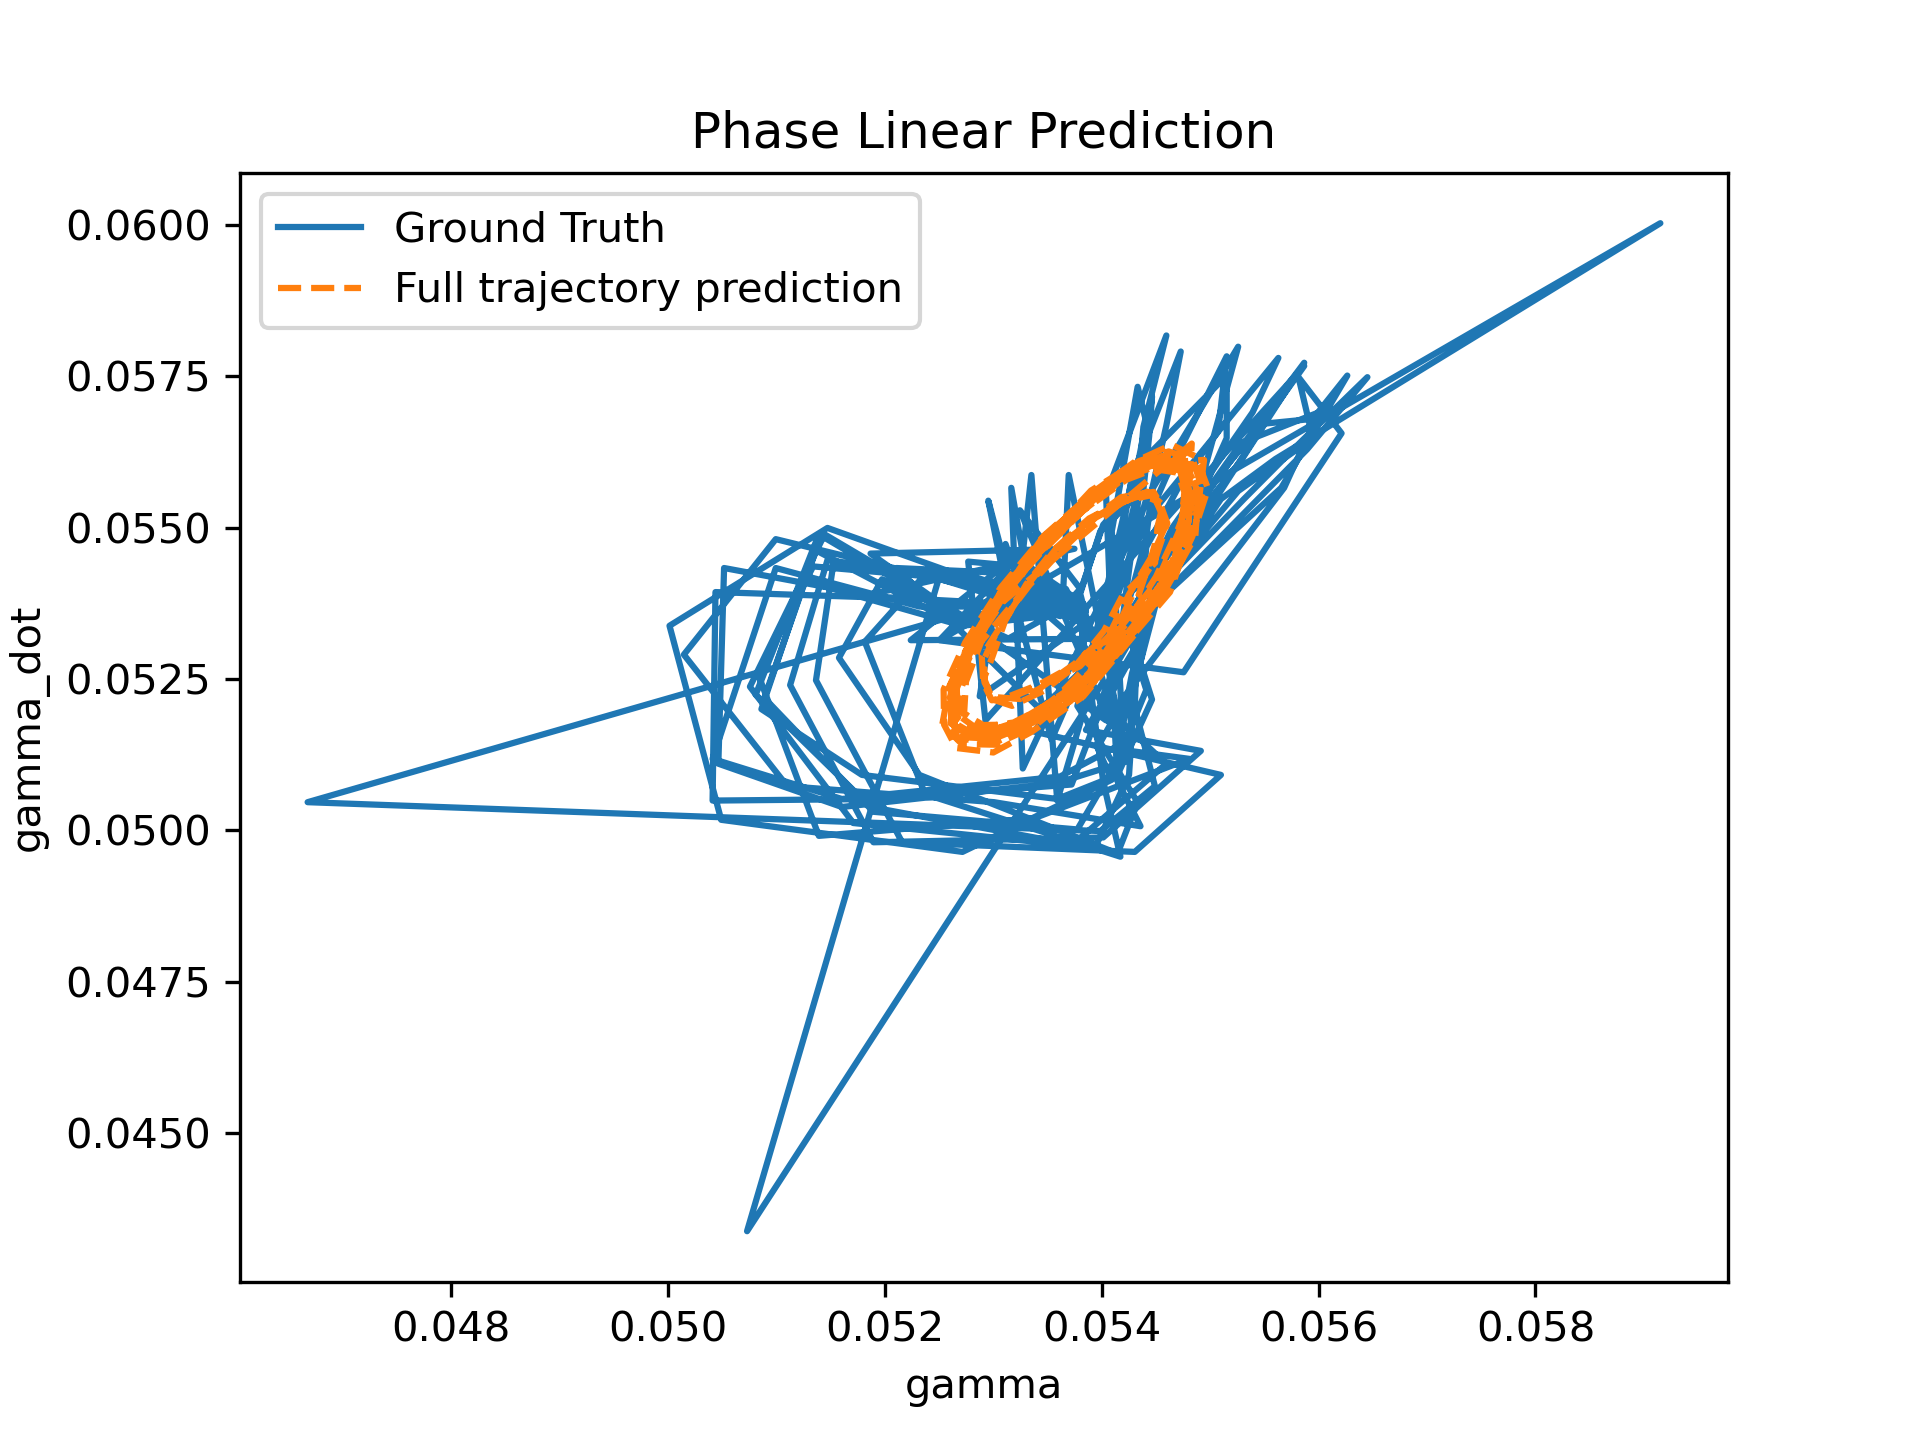 Phase Linear Prediction
Ground Truth
Full trajectory prediction
0.0600
0.0575
0.0550
0.0525
0.0500
0.0475
0.0450
gamma_dot
0.048 0.050 0.052 0.054 0.056 0.058
gamma